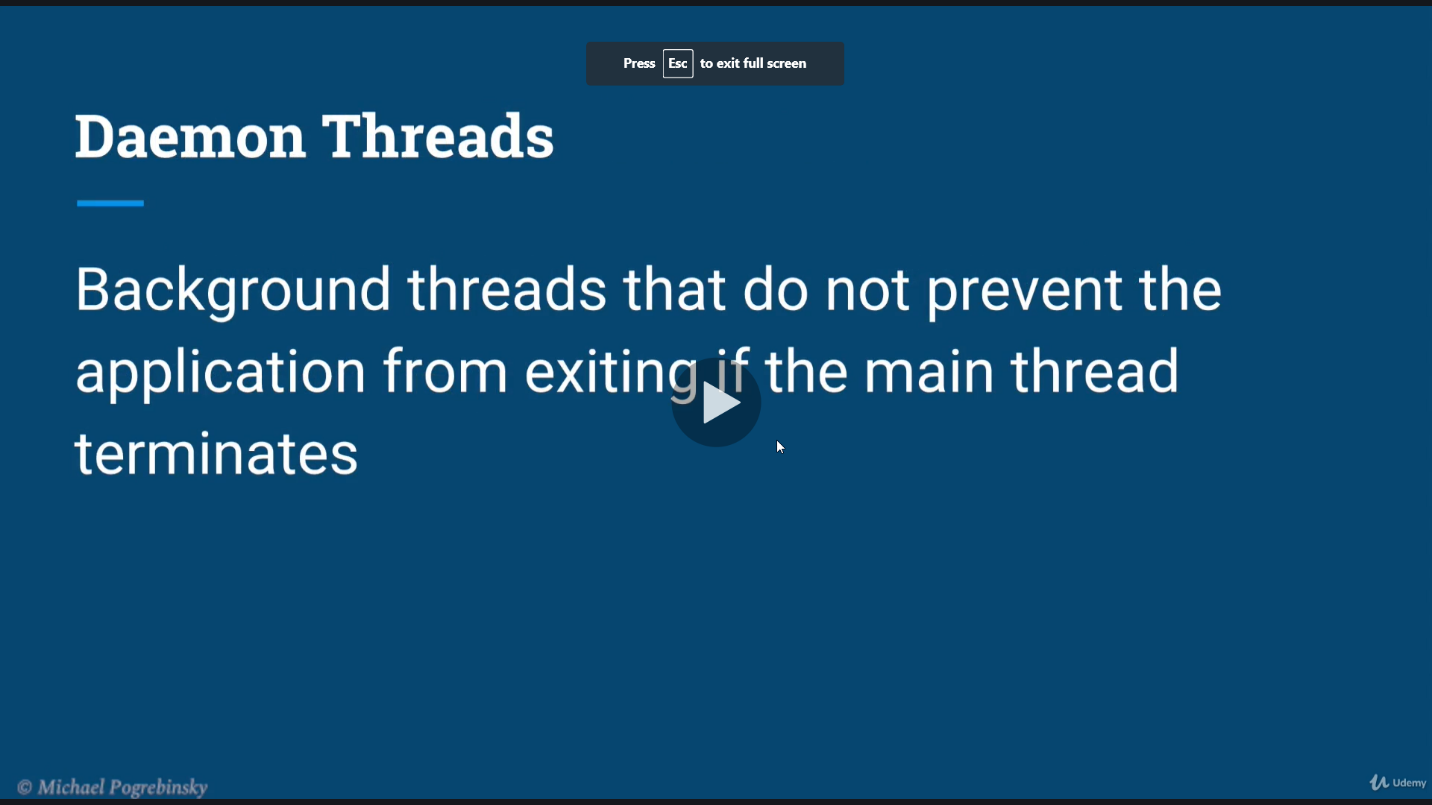 Press Esc to exit full screen
Daemon Threads
Background threads that do not prevent the
application from exiting if the main thread
terminates
© Michael Pogrebinsky
Udemy